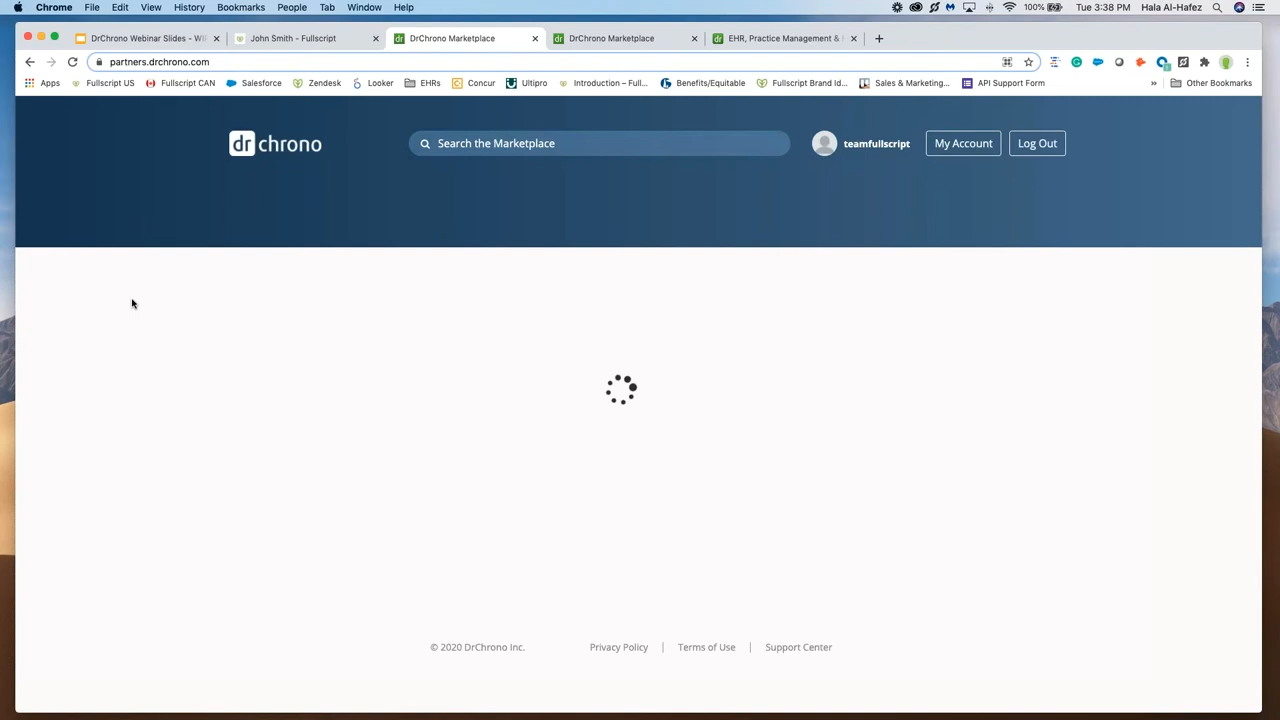 Chrome File Edit View History Bookmarks People Tab Window Help 100% Tue 3:38 PM Hala Al-Hafez
DrChrono Webinar Slides - W John Smith - Fullscript DrChrono Marketplace DrChrono Marketplace EHR, Practice Management &
partners.drchrono.com
Apps Fullscript US Fullscript CAN Salesforce Zendesk Looker EHRs Concur Ultipro Introduction – Full... Benefits/Equitable Fullscript Brand Id... Sales & Marketing... API Support Form » Other Bookmarks
dr chrono Search the Marketplace teamfullscript My Account Log Out
© 2020 DrChrono Inc. Privacy Policy | Terms of Use | Support Center